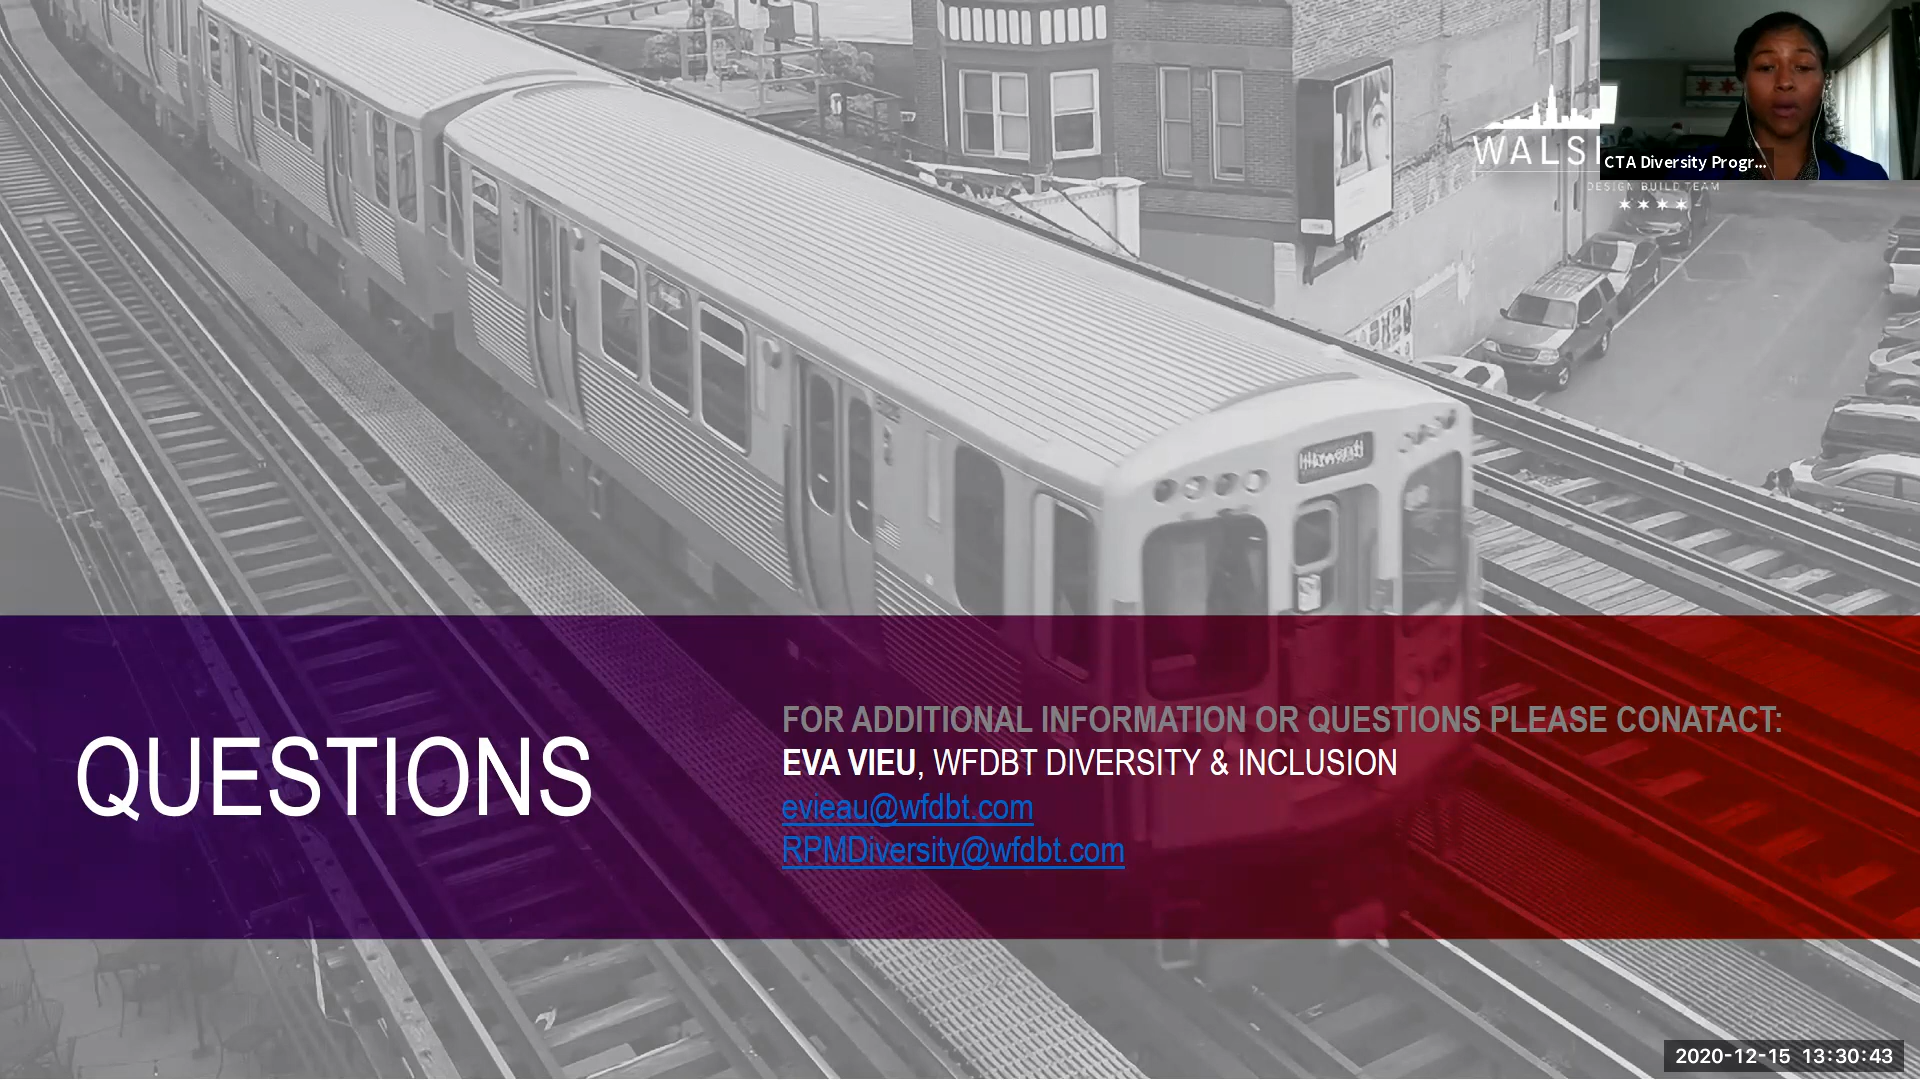 WALS
CTA Diversity Progr...
DESIGN BUILD TEAM
QUESTIONS
FOR ADDITIONAL INFORMATION OR QUESTIONS PLEASE CONATACT:
EVA VIEU, WFDBT DIVERSITY & INCLUSION
evieau@wfdbt.com
RPMDiversity@wfdbt.com
2020-12-15 13:30:43